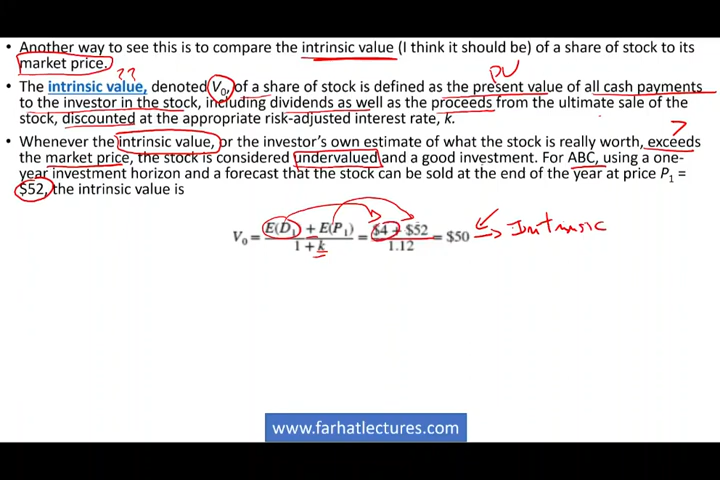 • Another way to see this is to compare the intrinsic value (I think it should be) of a share of stock to its
market price.
??
PV
• The intrinsic value, denoted V0, of a share of stock is defined as the present value of all cash payments
to the investor in the stock, including dividends as well as the proceeds from the ultimate sale of the
stock, discounted at the appropriate risk-adjusted interest rate, k.
>
• Whenever the intrinsic value, or the investor's own estimate of what the stock is really worth, exceeds
the market price, the stock is considered undervalued and a good investment. For ABC, using a one-
year investment horizon and a forecast that the stock can be sold at the end of the year at price P1 =
$52, the intrinsic value is
V0 = E(D1) + E(P1) / 1 + k = $4 + $52 / 1.12 = $50 Intrinsic
www.farhatlectures.com